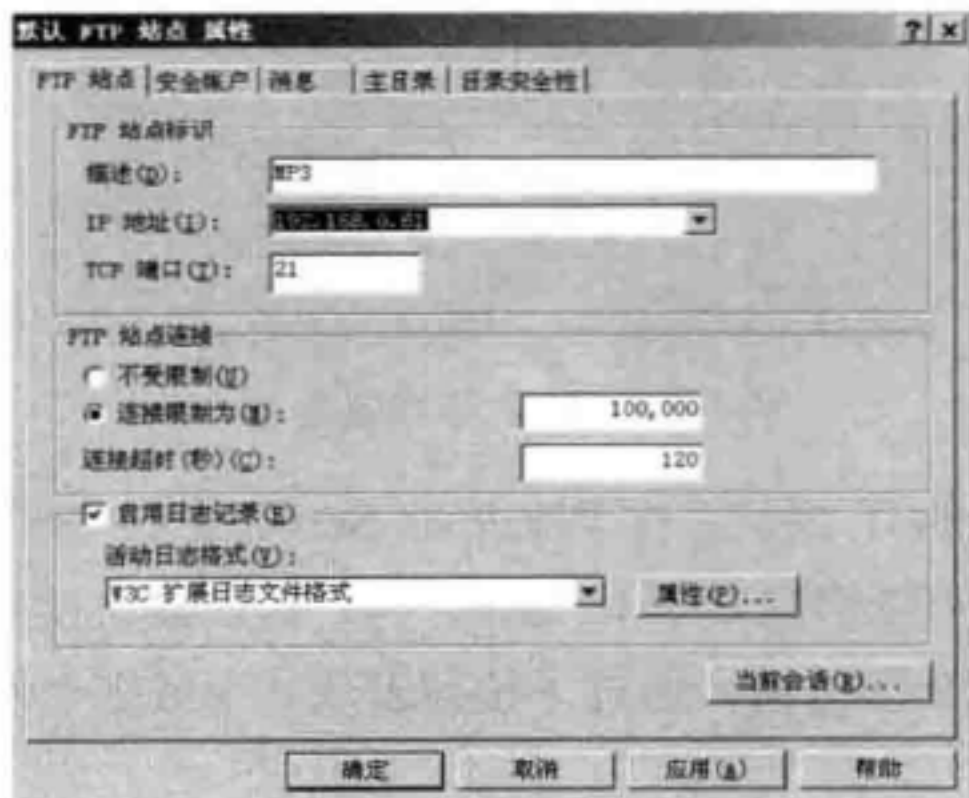 默认 FTP 站点 属性
FTP 站点 安全帐户 消息 主目录 目录安全性
FTP 站点标识
描述(D): MP3
IP 地址(I): 192.168.0.61
TCP 端口(T): 21
FTP 站点连接
不受限制(U)
连接限制为(M): 100,000
连接超时(秒)(C): 120
启用日志记录(E)
活动日志格式(V):
W3C 扩展日志文件格式 属性(P)...
当前会话(R)...
确定 取消 应用(A) 帮助